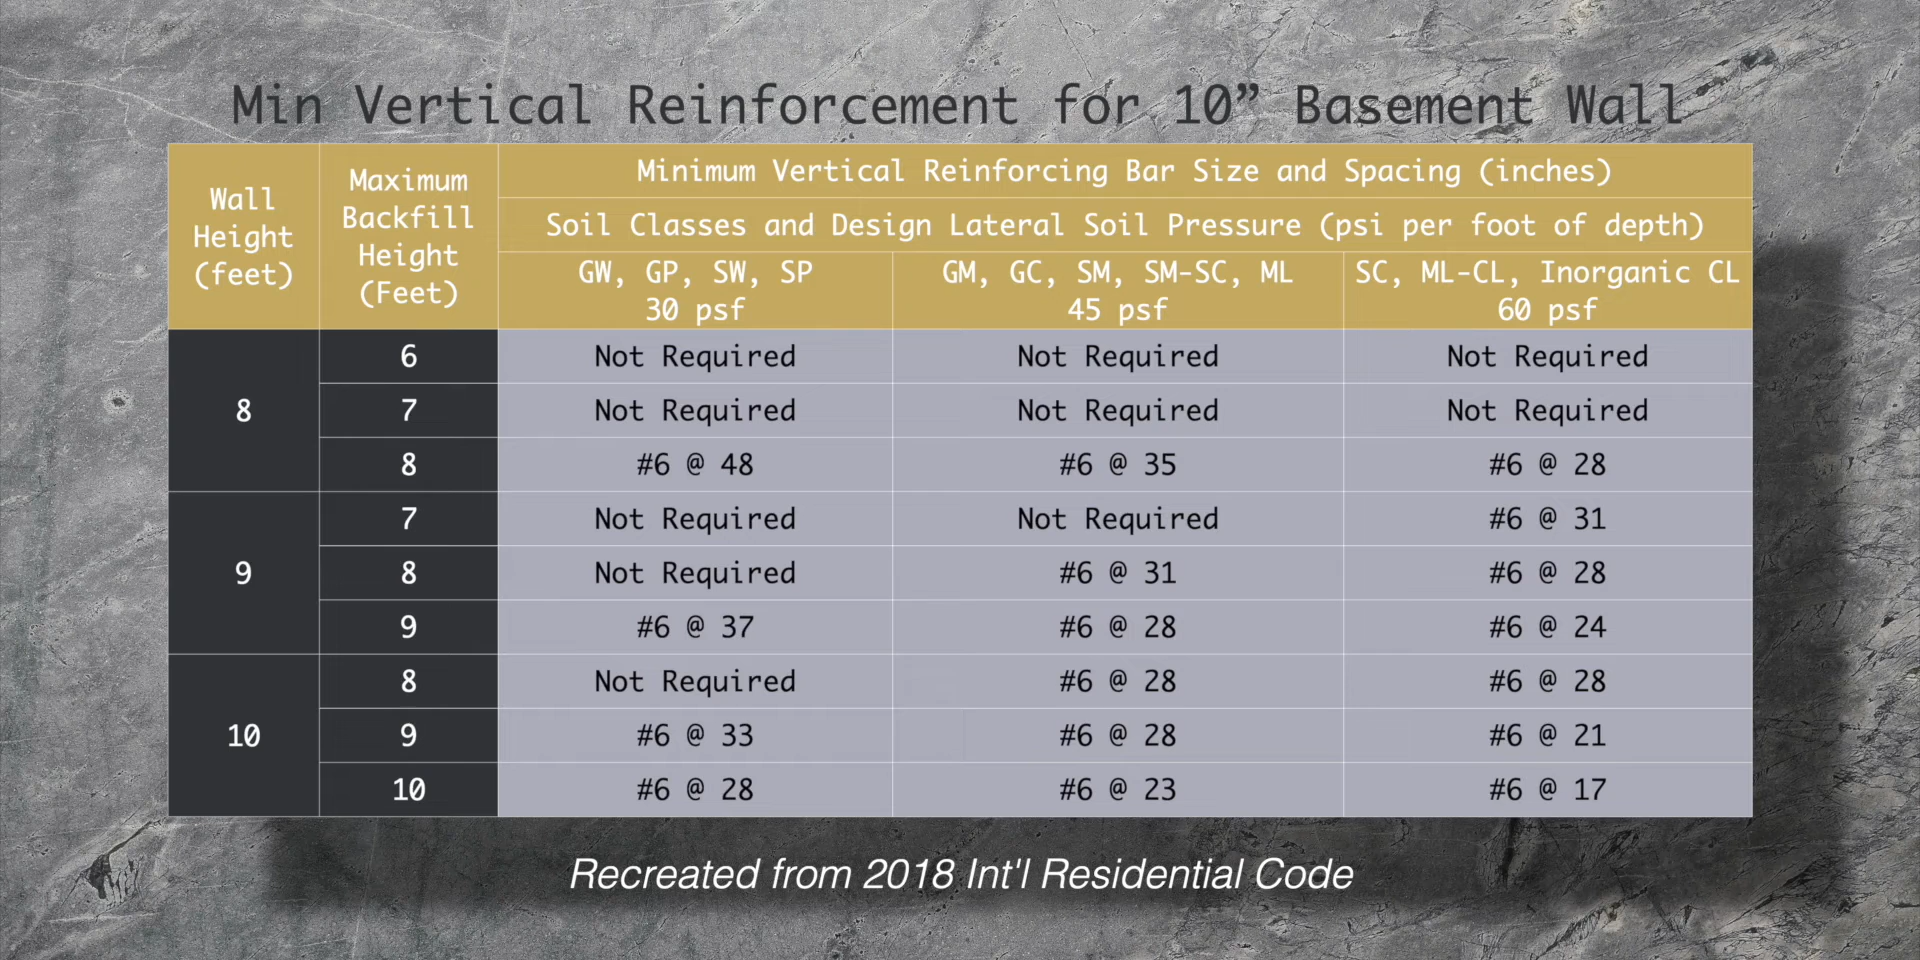 Min Vertical Reinforcement for 10” Basement Wall
Wall Height (feet)
Maximum Backfill Height (Feet)
Minimum Vertical Reinforcing Bar Size and Spacing (inches)
Soil Classes and Design Lateral Soil Pressure (psi per foot of depth)
GW, GP, SW, SP
30 psf
GM, GC, SM, SM-SC, ML
45 psf
SC, ML-CL, Inorganic CL
60 psf
8
6 Not Required Not Required Not Required
7 Not Required Not Required Not Required
8 #6 @ 48 #6 @ 35 #6 @ 28
9
7 Not Required Not Required #6 @ 31
8 Not Required #6 @ 31 #6 @ 28
9 #6 @ 37 #6 @ 28 #6 @ 24
10
8 Not Required #6 @ 28 #6 @ 28
9 #6 @ 33 #6 @ 28 #6 @ 21
10 #6 @ 28 #6 @ 23 #6 @ 17
Recreated from 2018 Int'l Residential Code